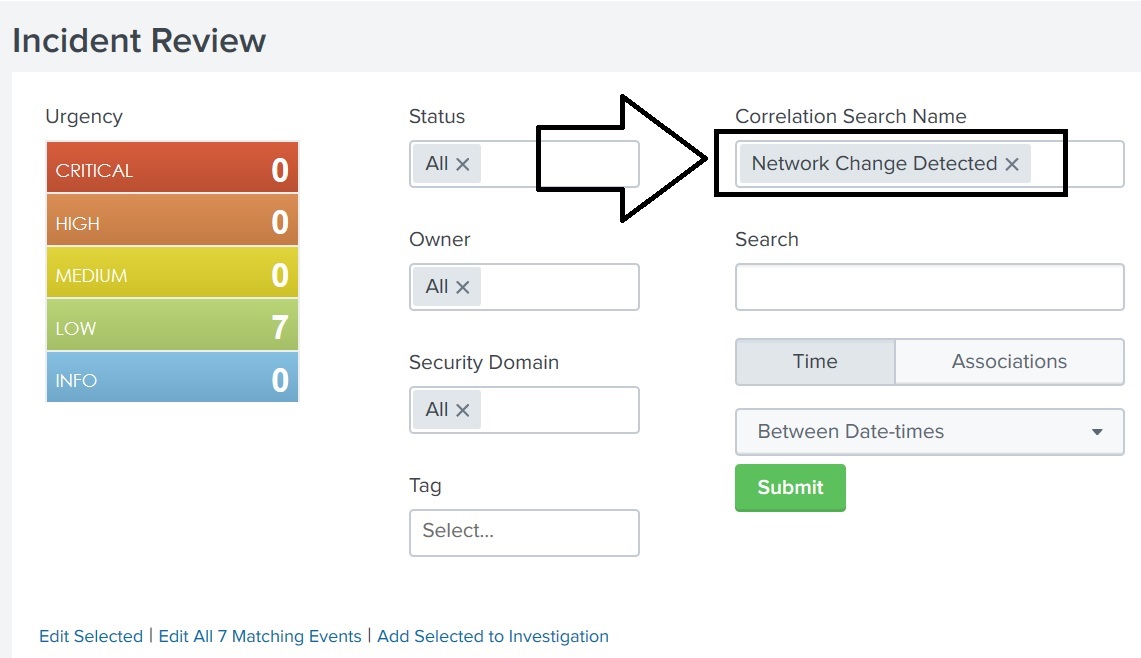 Incident Review
Urgency
CRITICAL 0
HIGH 0
MEDIUM 0
LOW 7
INFO 0
Status
All ×
Owner
All ×
Security Domain
All ×
Tag
Select...
Correlation Search Name
Network Change Detected ×
Search
Time Associations
Between Date-times
Submit
Edit Selected | Edit All 7 Matching Events | Add Selected to Investigation